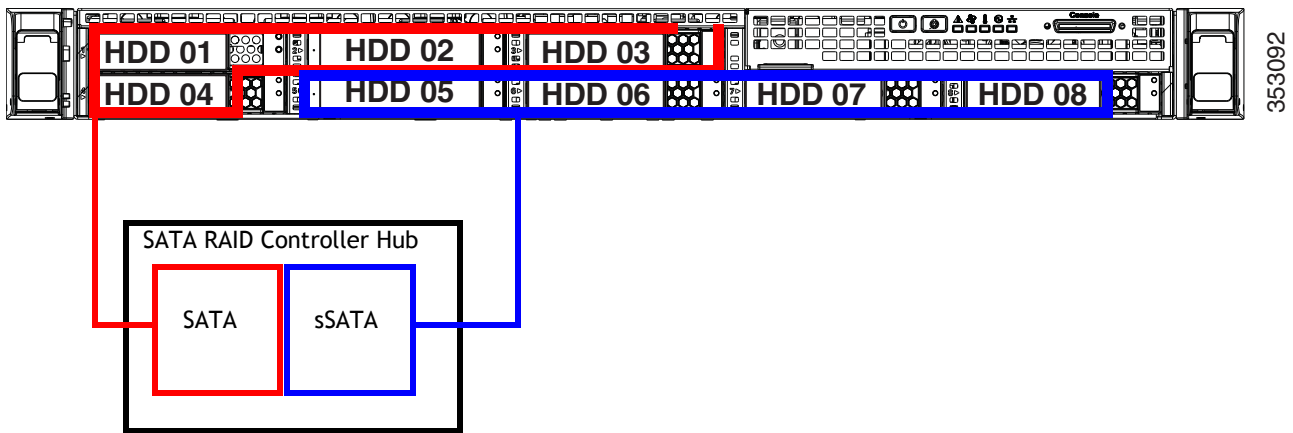 Console
HDD 01 HDD 02 HDD 03
HDD 04 HDD 05 HDD 06 HDD 07 HDD 08
353092
SATA RAID Controller Hub
SATA sSATA